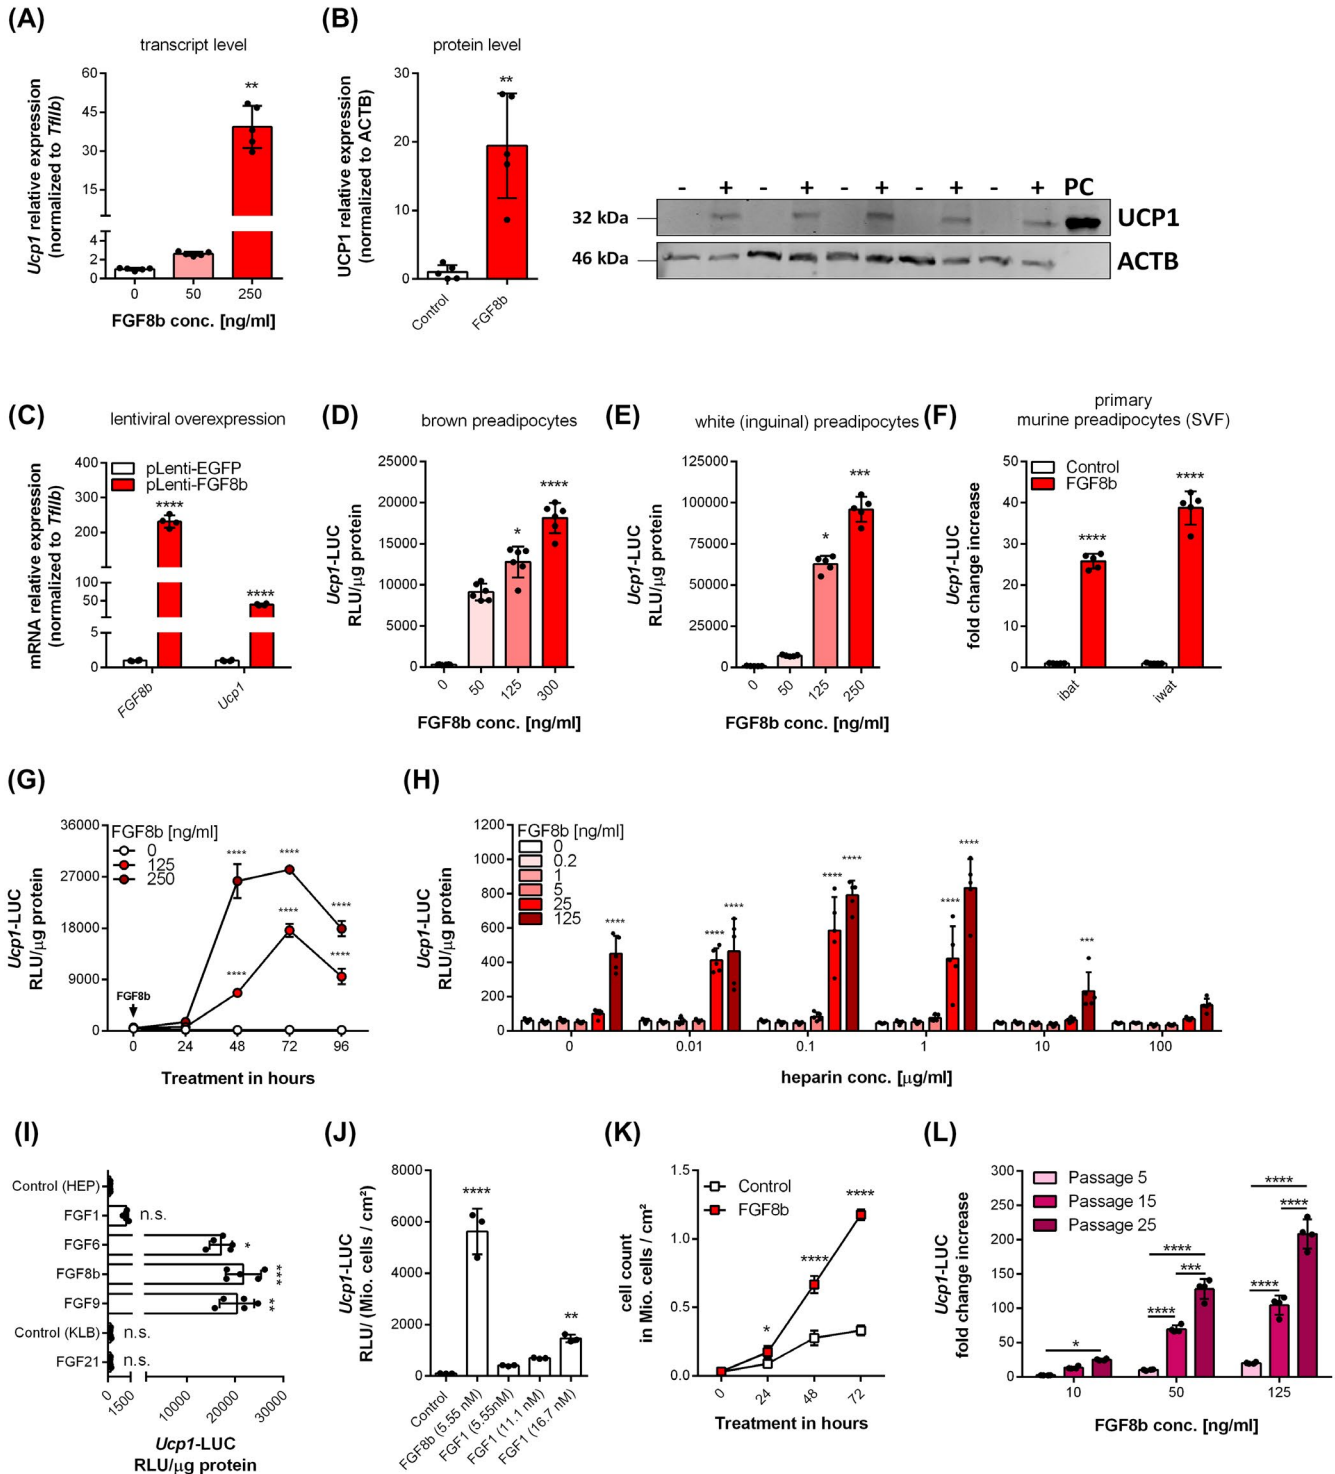 (A)
transcript level
Ucp1 relative expression
(normalized to TfIIb)
60
45
30
15
4
2
0
**
0 50 250
FGF8b conc. [ng/ml]
(B)
protein level
UCP1 relative expression
(normalized to ACTB)
30
20
10
0
**
Control
FGF8b
- + - + - + - + - + PC
32 kDa
UCP1
46 kDa
ACTB
(C)
lentiviral overexpression
mRNA relative expression
(normalized to TfIIb)
400
300
200
100
50
5
0
pLenti-EGFP
pLenti-FGF8b
****
****
FGF8b
Ucp1
(D)
brown preadipocytes
Ucp1-LUC
RLU/µg protein
25000
20000
15000
10000
5000
0
*
****
0 50 125 300
FGF8b conc. [ng/ml]
(E)
white (inguinal) preadipocytes
Ucp1-LUC
RLU/µg protein
125000
100000
75000
50000
25000
0
*
***
0 50 125 250
FGF8b conc. [ng/ml]
(F)
primary
murine preadipocytes (SVF)
Ucp1-LUC
fold change increase
50
40
30
20
10
0
Control
FGF8b
****
****
ibat
iwat
(G)
Ucp1-LUC
RLU/µg protein
36000
27000
18000
9000
0
FGF8b [ng/ml]
0
125
250
FGF8b
**** ****
****
****
****
****
0 24 48 72 96
Treatment in hours
(H)
Ucp1-LUC
RLU/µg protein
1200
1000
800
600
400
200
0
FGF8b [ng/ml]
0
0.2
1
5
25
125
****
**** ****
**** ****
**** ****
***
0 0.01 0.1 1 10 100
heparin conc. [µg/ml]
(I)
Control (HEP)
FGF1 n.s.
FGF6 *
FGF8b ***
FGF9 **
Control (KLB) n.s.
FGF21 n.s.
0 1500 10000 20000 30000
Ucp1-LUC
RLU/µg protein
(J)
Ucp1-LUC
RLU/ (Mio. cells / cm²)
8000
6000
4000
2000
0
****
**
Control
FGF8b (5.55 nM)
FGF1 (5.55nM)
FGF1 (11.1 nM)
FGF1 (16.7 nM)
(K)
cell count
in Mio. cells / cm²
1.5
1.0
0.5
0.0
Control
FGF8b
*
****
****
0 24 48 72
Treatment in hours
(L)
Ucp1-LUC
fold change increase
300
250
200
150
100
50
0
Passage 5
Passage 15
Passage 25
*
****
***
****
****
****
****
10 50 125
FGF8b conc. [ng/ml]